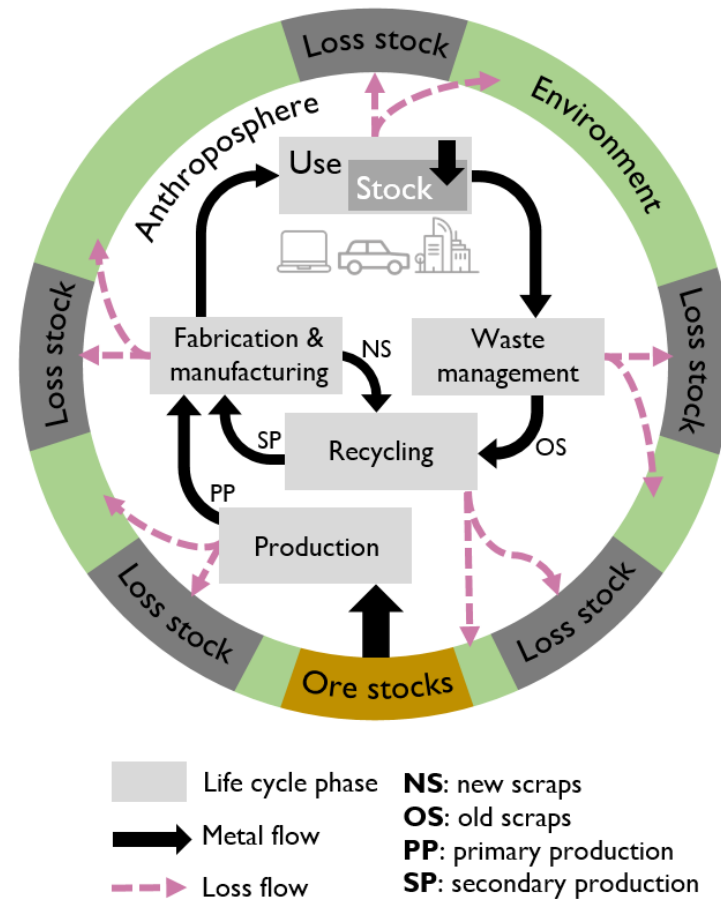 Loss stock
Anthroposphere
Environment
Use
Stock
Loss stock
Fabrication &
manufacturing
NS
Waste
management
Loss stock
SP
Recycling
OS
PP
Production
Loss stock
Loss stock
Ore stocks
Life cycle phase
Metal flow
Loss flow
NS: new scraps
OS: old scraps
PP: primary production
SP: secondary production